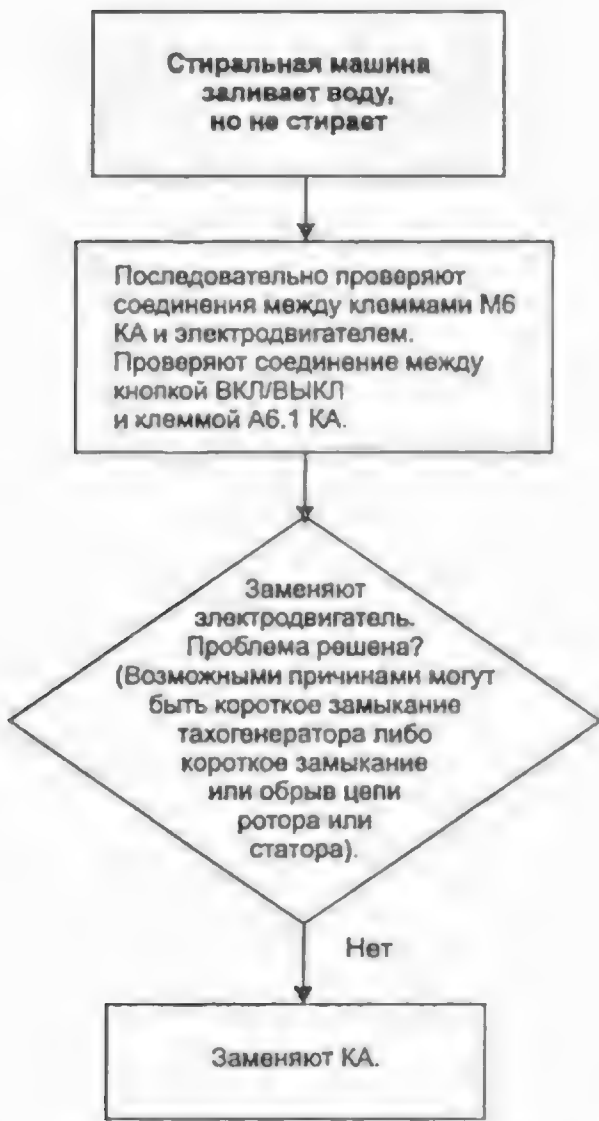 Стиральная машина
заливает воду,
но не стирает
Последовательно проверяют
соединения между клеммами М6
КА и электродвигателем.
Проверяют соединение между
кнопкой ВКЛ/ВЫКЛ
и клеммой А6.1 КА.
Заменяют
электродвигатель.
Проблема решена?
(Возможными причинами могут
быть короткое замыкание
тахогенератора либо
короткое замыкание
или обрыв цепи
ротора или
статора).
Нет
Заменяют КА.